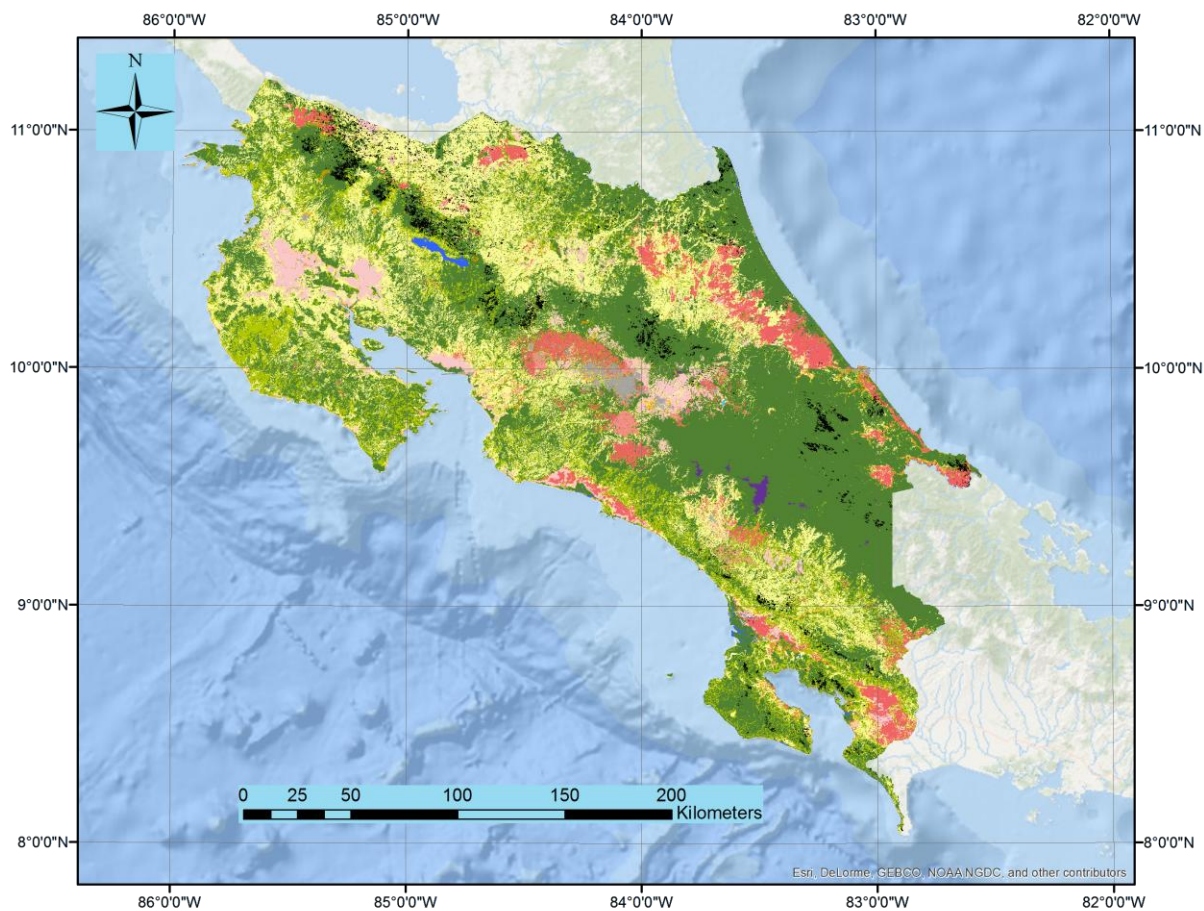 86°0'0"W 85°0'0"W 84°0'0"W 83°0'0"W 82°0'0"W
N
11°0'0"N 11°0'0"N
10°0'0"N 10°0'0"N
9°0'0"N 9°0'0"N
0 25 50 100 150 200
Kilometers
8°0'0"N 8°0'0"N
Esri, DeLorme, GEBCO, NOAA NGDC, and other contributors
86°0'0"W 85°0'0"W 84°0'0"W 83°0'0"W 82°0'0"W